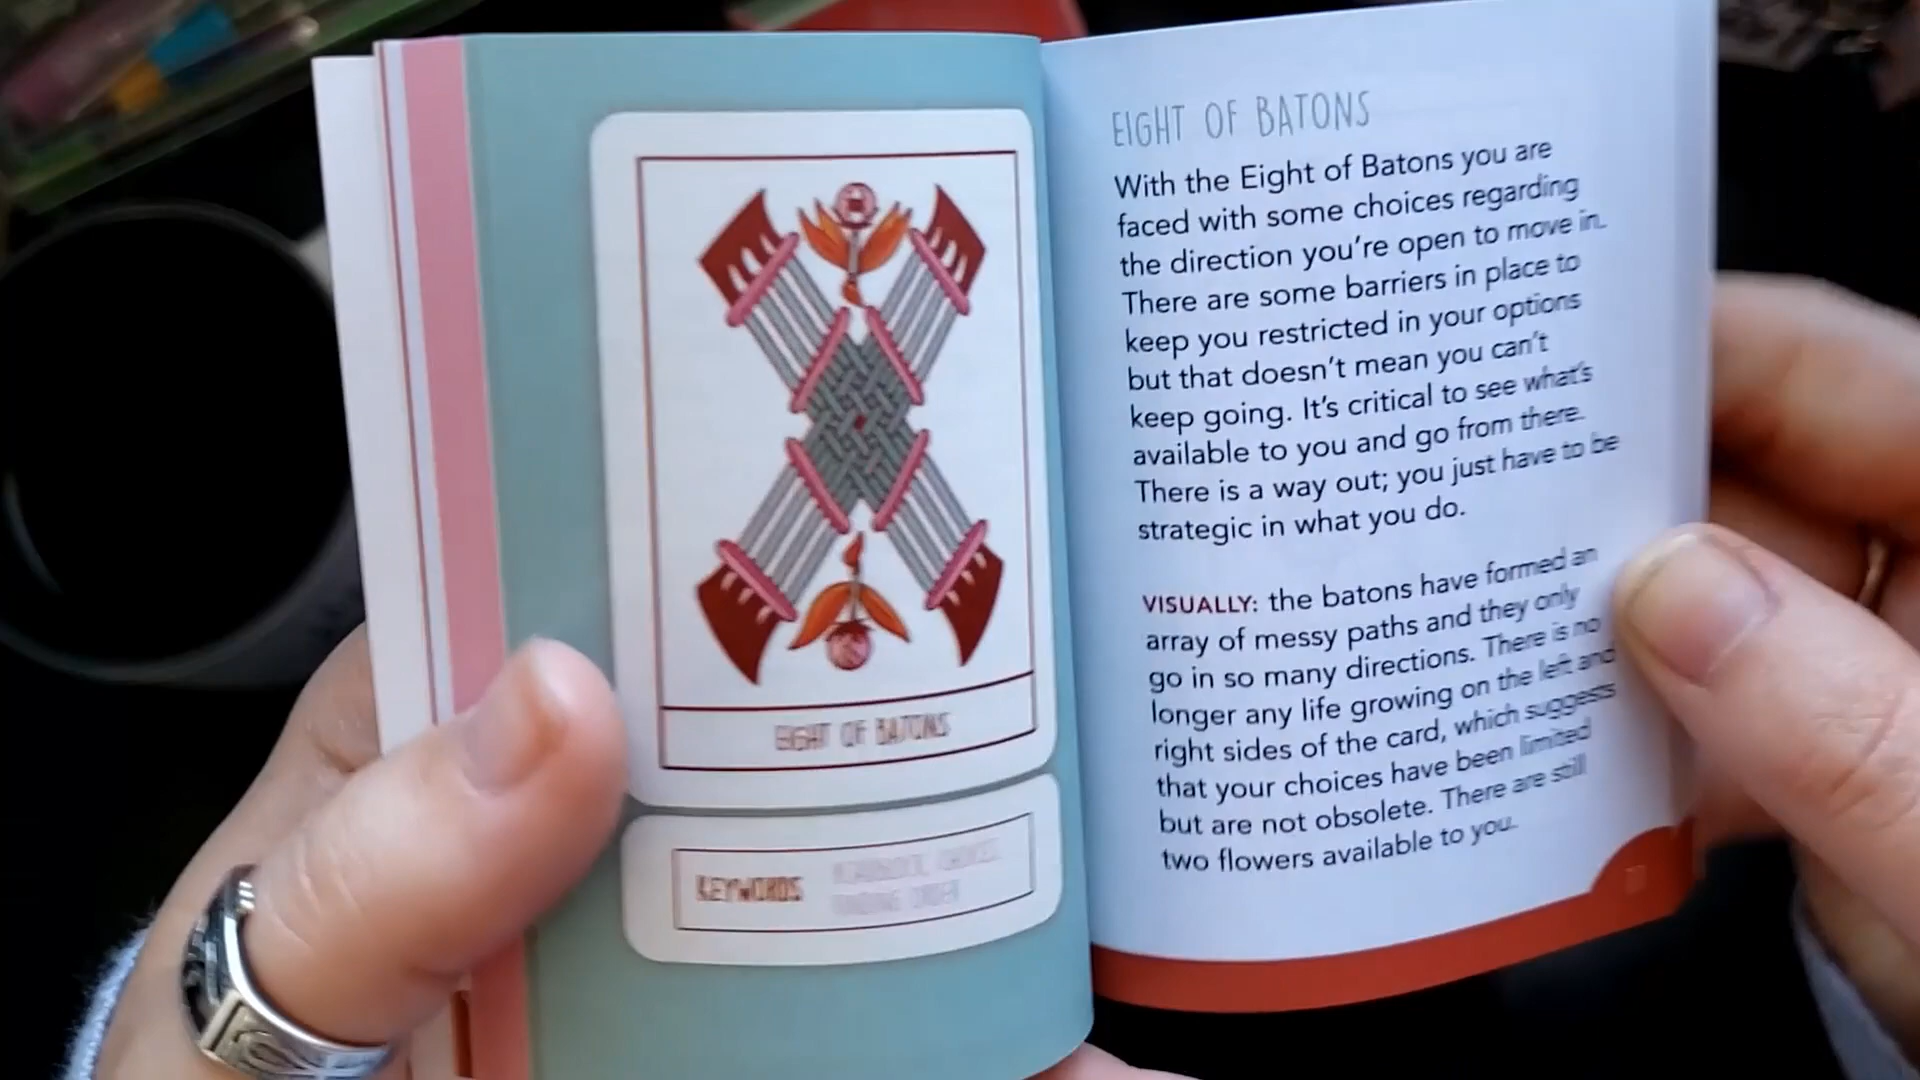 EIGHT OF BATONS
KEYWORDS
EIGHT OF BATONS
With the Eight of Batons you are
faced with some choices regarding
the direction you're open to move in.
There are some barriers in place to
keep you restricted in your options
but that doesn't mean you can't
keep going. It's critical to see what's
available to you and go from there.
There is a way out; you just have to be
strategic in what you do.
VISUALLY: the batons have formed an
array of messy paths and they only
go in so many directions. There is no
longer any life growing on the left and
right sides of the card, which suggests
that your choices have been limited
but are not obsolete. There are still
two flowers available to you.